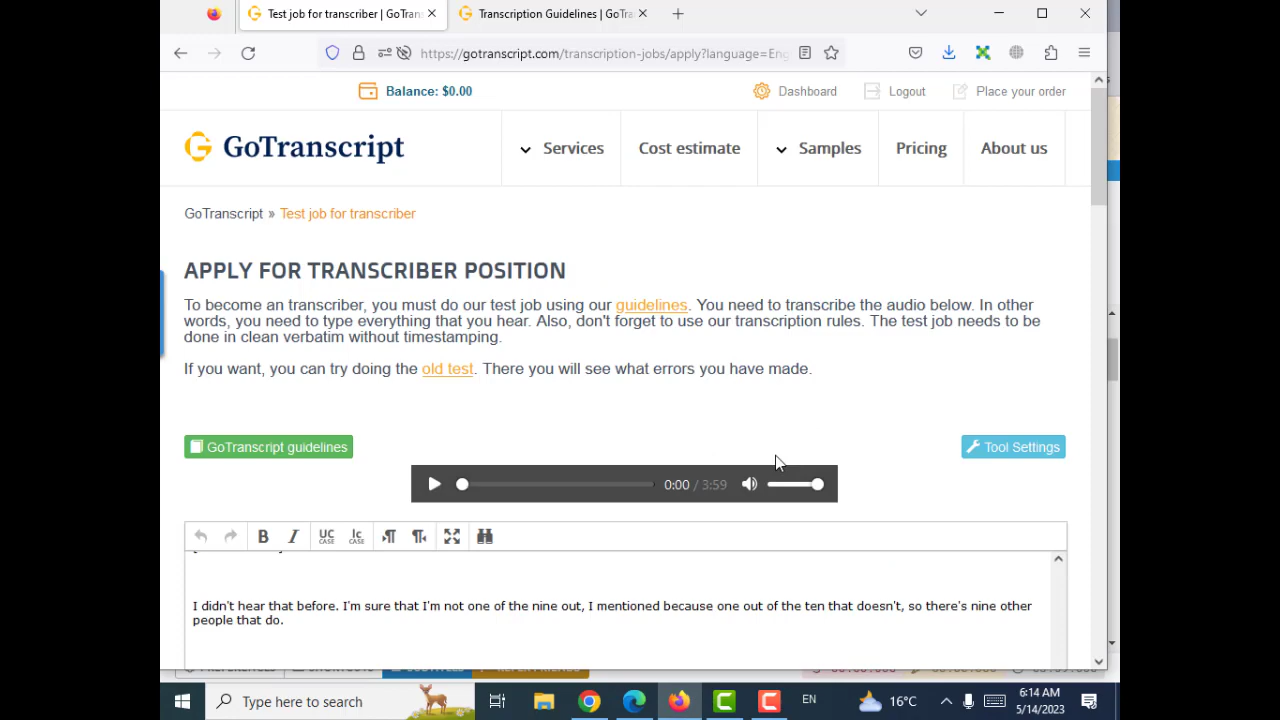 Test job for transcriber | GoTran
Transcription Guidelines | GoTra
https://gotranscript.com/transcription-jobs/apply?language=Eng
Balance: $0.00
Dashboard
Logout
Place your order
GoTranscript
Services
Cost estimate
Samples
Pricing
About us
GoTranscript » Test job for transcriber
APPLY FOR TRANSCRIBER POSITION
To become an transcriber, you must do our test job using our guidelines. You need to transcribe the audio below. In other
words, you need to type everything that you hear. Also, don't forget to use our transcription rules. The test job needs to be
done in clean verbatim without timestamping.
If you want, you can try doing the old test. There you will see what errors you have made.
GoTranscript guidelines
Tool Settings
0:00 / 3:59
B I UC CASE lc CASE
I didn't hear that before. I'm sure that I'm not one of the nine out, I mentioned because one out of the ten that doesn't, so there's nine other
people that do.
Type here to search
EN
16°C
6:14 AM
5/14/2023